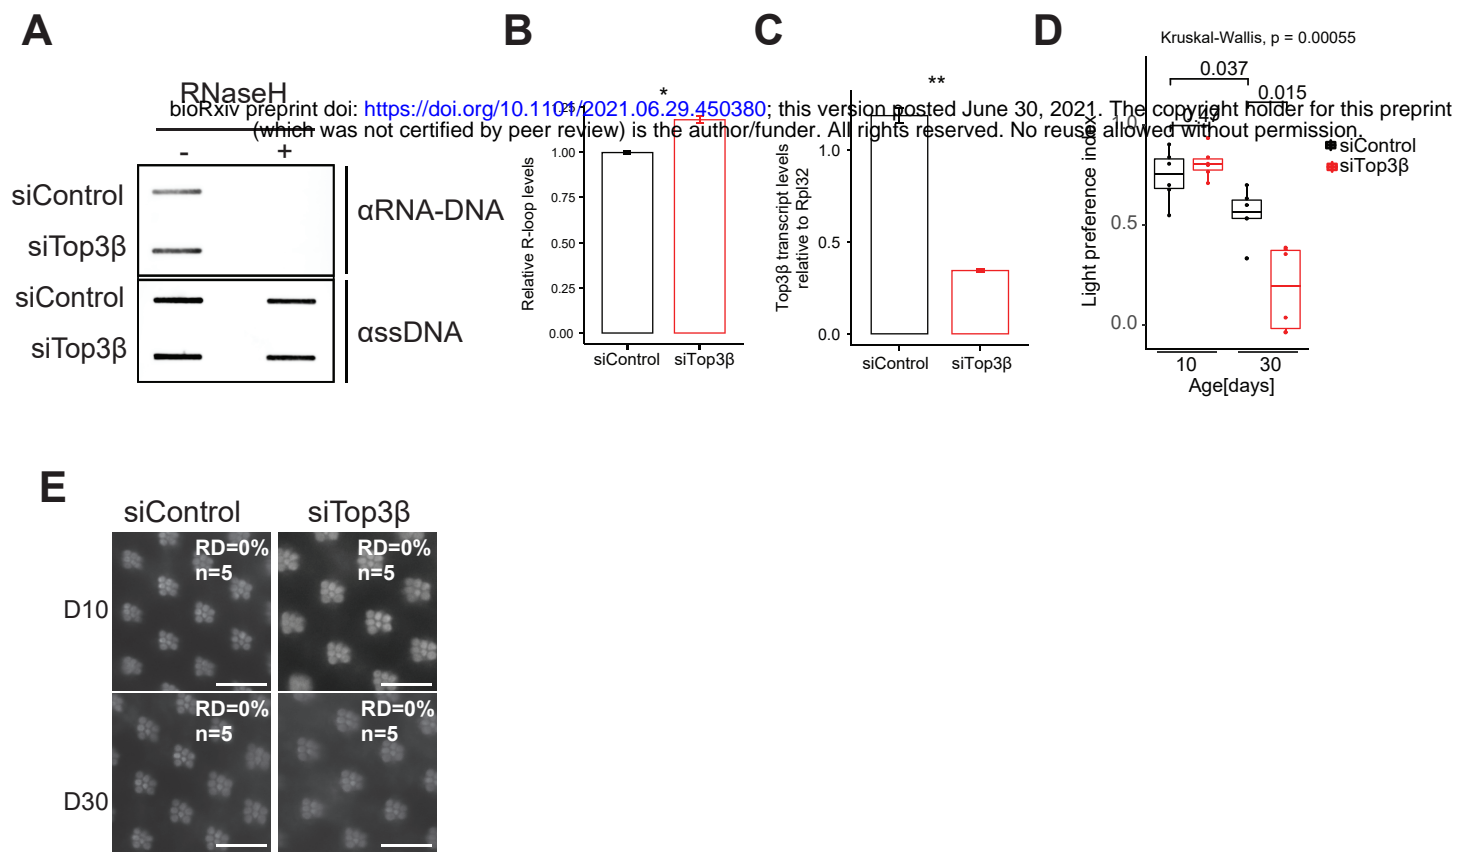 A
B
C
D
Kruskal-Wallis, p = 0.00055
0.037
0.015
0.47
bioRxiv preprint doi: https://doi.org/10.1101/2021.06.29.450380; this version posted June 30, 2021. The copyright holder for this preprint
(which was not certified by peer review) is the author/funder. All rights reserved. No reuse allowed without permission.
RNaseH
-
+
siControl
siTop3β
siControl
siTop3β
αRNA-DNA
αssDNA
*
Relative R-loop levels
1.25
1.00
0.75
0.50
0.25
0.00
siControl
siTop3β
**
Top3β transcript levels
relative to Rpl32
1.0
0.5
0.0
siControl
siTop3β
Light preference index
1.0
0.5
0.0
10
30
Age[days]
siControl
siTop3β
E
siControl
siTop3β
D10
RD=0%
n=5
RD=0%
n=5
D30
RD=0%
n=5
RD=0%
n=5